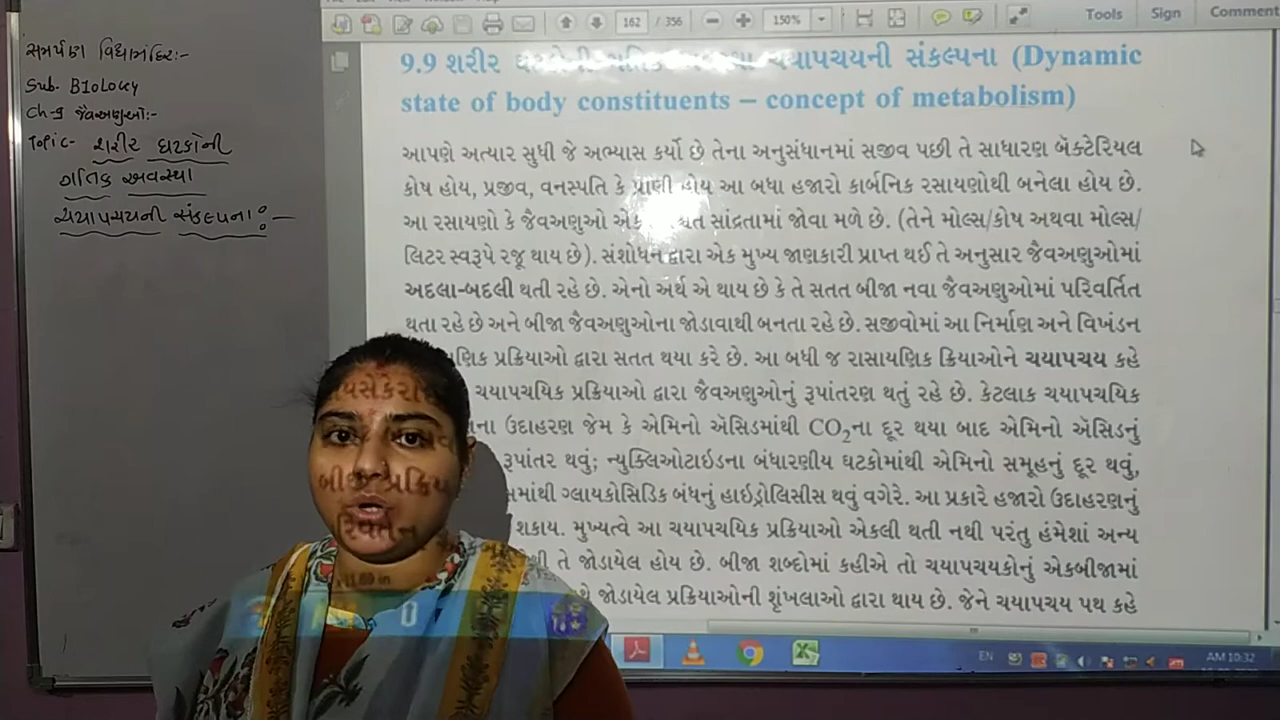 સમર્પણ વિદ્યામંદિર:-
Sub. BIOLOGY
Ch-9 જૈવઅણુઓ:-
Topic- શરીર ઘટકોની
ગતિક અવસ્થા
ચયાપચયની સંકલ્પના:-
162 / 356
150%
Tools Sign Comment
9.9 શરીર ચયાપચયની સંકલ્પના (Dynamic
state of body constituents – concept of metabolism)
આપણે અત્યાર સુધી જે અભ્યાસ કર્યો છે તેના અનુસંધાનમાં સજીવ પછી તે સાધારણ બૅક્ટેરિયલ
કોષ હોય, પ્રજીવ, વનસ્પતિ કે પ્રાણી હોય આ બધા હજારો કાર્બનિક રસાયણોથી બનેલા હોય છે.
આ રસાયણો કે જૈવઅણુઓ સાંદ્રતામાં જોવા મળે છે. (તેને મોલ્સ/કોષ અથવા મોલ્સ/
લિટર સ્વરૂપે રજૂ થાય છે). સંશોધન દ્વારા એક મુખ્ય જાણકારી પ્રાપ્ત થઈ તે અનુસાર જૈવઅણુઓમાં
અદલા-બદલી થતી રહે છે. એનો અર્થ એ થાય છે કે તે સતત બીજા નવા જૈવઅણુઓમાં પરિવર્તિત
થતા રહે છે અને બીજા જૈવઅણુઓના જોડાવાથી બનતા રહે છે. સજીવોમાં આ નિર્માણ અને વિખંડન
પ્રક્રિયાઓ દ્વારા સતત થયા કરે છે. આ બધી જ રાસાયણિક ક્રિયાઓને ચયાપચય કહે
ચયાપચયિક પ્રક્રિયાઓ દ્વારા જૈવઅણુઓનું રૂપાંતરણ થતું રહે છે. કેટલાક ચયાપચયિક
ઉદાહરણ જેમ કે એમિનો ઍસિડમાંથી CO₂ના દૂર થયા બાદ એમિનો ઍસિડનું
રૂપાંતર થવું; ન્યુક્લિઓટાઇડના બંધારણીય ઘટકોમાંથી એમિનો સમૂહનું દૂર થવું,
ગ્લાયકોસિડિક બંધનું હાઇડ્રોલિસીસ થવું વગેરે. આ પ્રકારે હજારો ઉદાહરણનું
શકાય. મુખ્યત્વે આ ચયાપચયિક પ્રક્રિયાઓ એકલી થતી નથી પરંતુ હંમેશાં અન્ય
તે જોડાયેલ હોય છે. બીજા શબ્દોમાં કહીએ તો ચયાપચયકોનું એકબીજામાં
જોડાયેલ પ્રક્રિયાઓની શૃંખલાઓ દ્વારા થાય છે. જેને ચયાપચય પથ કહે
EN AM 10:32